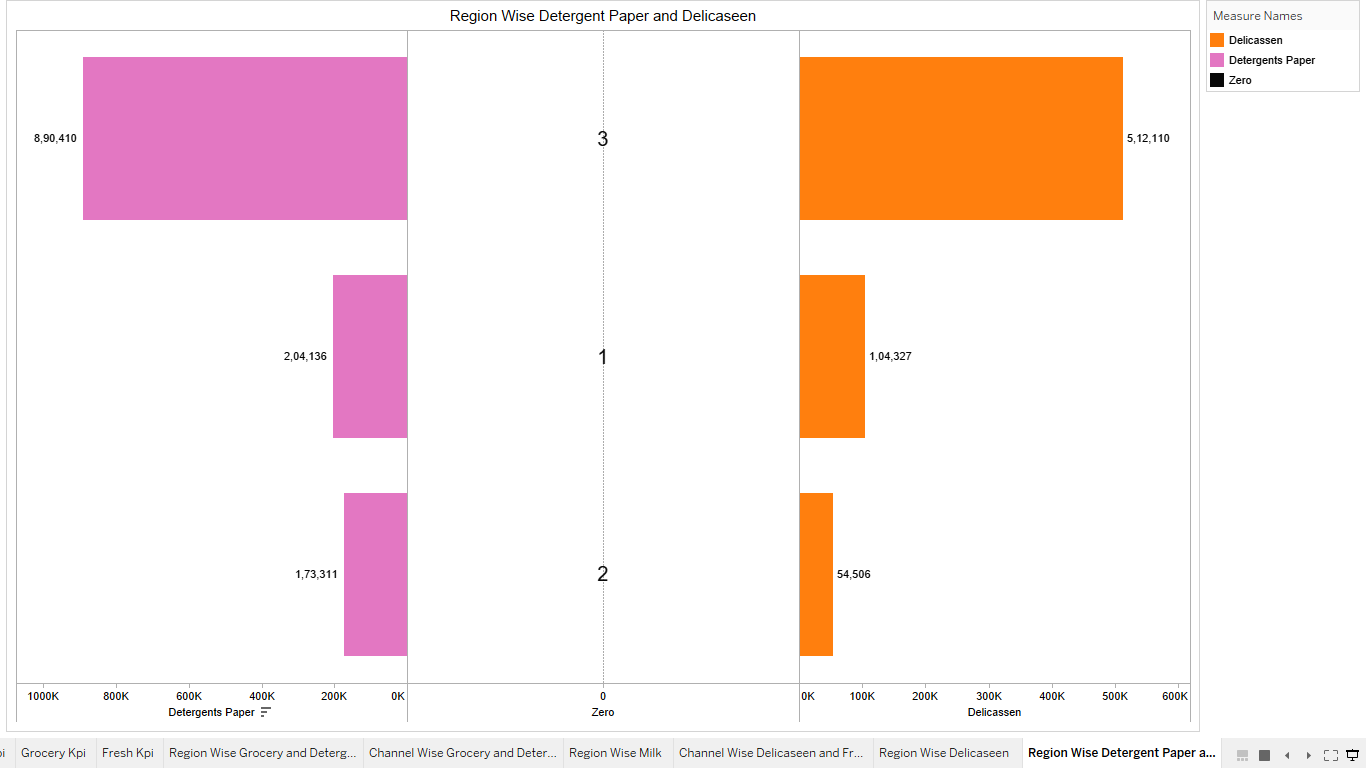 Region Wise Detergent Paper and Delicaseen
Measure Names
Delicassen
Detergents Paper
Zero
8,90,410
3
5,12,110
2,04,136
1
1,04,327
1,73,311
2
54,506
1000K 800K 600K 400K 200K 0K
Detergents Paper
0
Zero
0K 100K 200K 300K 400K 500K 600K
Delicassen
Grocery Kpi Fresh Kpi Region Wise Grocery and Deterg... Channel Wise Grocery and Deter... Region Wise Milk Channel Wise Delicaseen and Fr... Region Wise Delicaseen Region Wise Detergent Paper a...